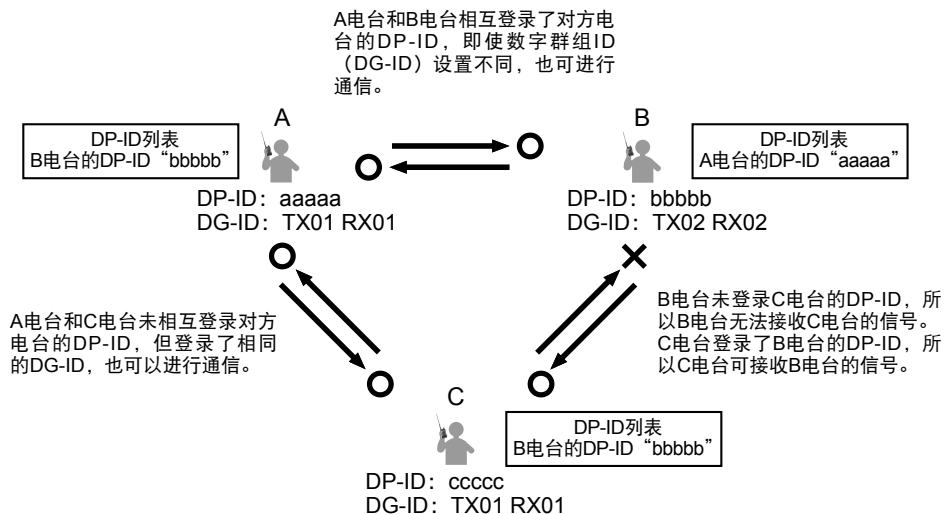 A电台和B电台相互登录了对方电
台的DP-ID，即使数字群组ID
（DG-ID）设置不同，也可进行
通信。
A
B
DP-ID列表
B电台的DP-ID“bbbbb”
DP-ID列表
A电台的DP-ID“aaaaa”
DP-ID：aaaaa
DG-ID：TX01 RX01
DP-ID：bbbbb
DG-ID：TX02 RX02
A电台和C电台未相互登录对方
电台的DP-ID，但登录了相同
的DG-ID，也可以进行通信。
B电台未登录C电台的DP-ID，所
以B电台无法接收C电台的信号。
C电台登录了B电台的DP-ID，所
以C电台可接收B电台的信号。
C
DP-ID列表
B电台的DP-ID“bbbbb”
DP-ID：ccccc
DG-ID：TX01 RX01